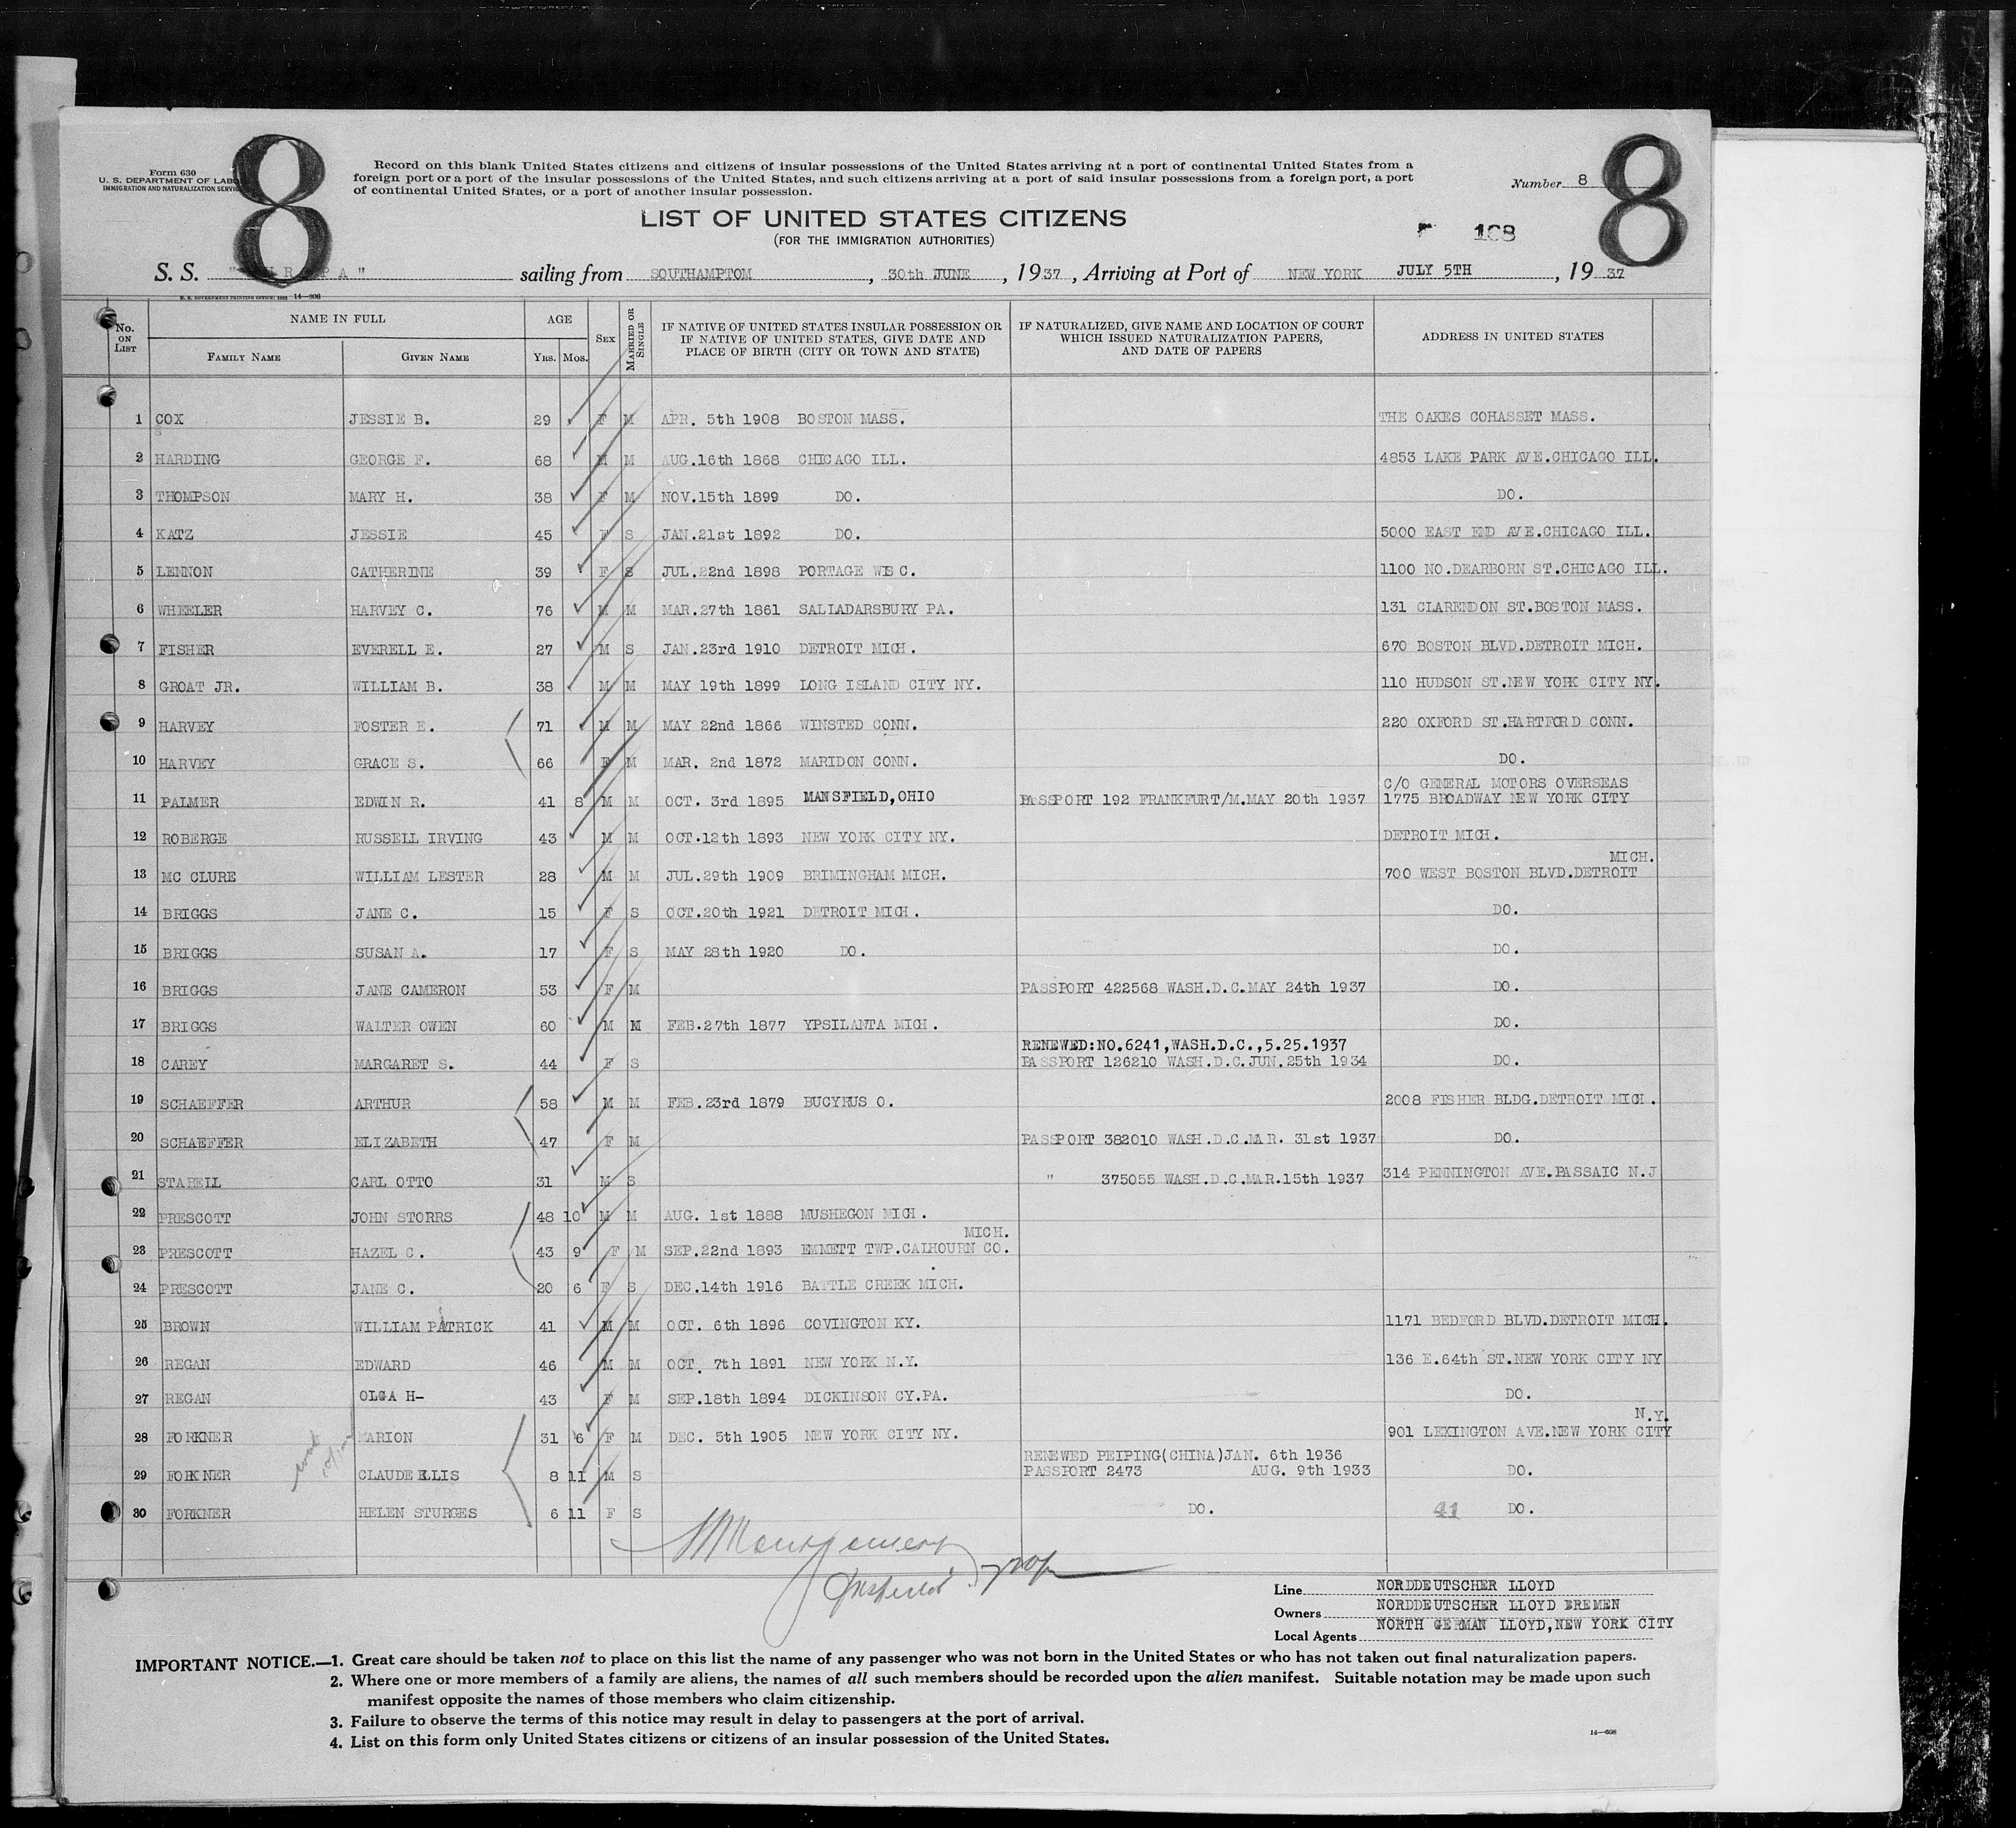 8
8
Form 630
U. S. DEPARTMENT OF LABOR
IMMIGRATION AND NATURALIZATION SERVICE
Record on this blank United States citizens and citizens of insular possessions of the United States arriving at a port of continental United States from a
foreign port or a port of the insular possessions of the United States, and such citizens arriving at a port of said insular possessions from a foreign port, a port
of continental United States, or a port of another insular possession.
Number 8
LIST OF UNITED STATES CITIZENS
(FOR THE IMMIGRATION AUTHORITIES)
168
S. S. sailing from SOUTHAMPTOM , 30th JUNE , 1937 , Arriving at Port of NEW YORK JULY 5TH , 1937
U. S. GOVERNMENT PRINTING OFFICE: 14—608
No. ON LIST NAME IN FULL AGE SEX MARRIED OR SINGLE IF NATIVE OF UNITED STATES INSULAR POSSESSION OR IF NATIVE OF UNITED STATES, GIVE DATE AND PLACE OF BIRTH (CITY OR TOWN AND STATE) IF NATURALIZED, GIVE NAME AND LOCATION OF COURT WHICH ISSUED NATURALIZATION PAPERS, AND DATE OF PAPERS ADDRESS IN UNITED STATES
FAMILY NAME GIVEN NAME YRS. MOS.
1 COX JESSIE B. 29 F M APR. 5th 1908 BOSTON MASS. THE OAKES COHASSET MASS.
S
2 HARDING GEORGE F. 68 M M AUG.16th 1868 CHICAGO ILL. 4853 LAKE PARK AVE.CHICAGO ILL.
3 THOMPSON MARY H. 38 F M NOV.15th 1899 DO. DO.
4 KATZ JESSIE 45 F S JAN.21st 1892 DO. 5000 EAST END AVE.CHICAGO ILL.
5 LENNON CATHERINE 39 F S JUL.22nd 1898 PORTAGE WISC. 1100 NO.DEARBORN ST.CHICAGO ILL.
6 WHEELER HARVEY C. 76 M M MAR.27th 1861 SALLADARSBURY PA. 131 CLARENDON ST.BOSTON MASS.
7 FISHER EVERELL E. 27 M S JAN.23rd 1910 DETROIT MICH. 670 BOSTON BLVD.DETROIT MICH.
8 GROAT JR. WILLIAM B. 38 M M MAY 19th 1899 LONG ISLAND CITY NY. 110 HUDSON ST.NEW YORK CITY NY.
9 HARVEY FOSTER E. 71 M M MAY 22nd 1866 WINSTED CONN. 220 OXFORD ST.HARTFORD CONN.
10 HARVEY GRACE S. 66 F M MAR. 2nd 1872 MARIDON CONN. DO.
C/O GENERAL MOTORS OVERSEAS
11 PALMER EDWIN R. 41 8 M M OCT. 3rd 1895 MANSFIELD,OHIO PASSPORT 192 FRANKFURT/M.MAY 20th 1937 1775 BROADWAY NEW YORK CITY
12 ROBERGE RUSSELL IRVING 43 M M OCT.12th 1893 NEW YORK CITY NY. DETROIT MICH.
MICH.
13 MC CLURE WILLIAM LESTER 28 M M JUL.29th 1909 BRIMINGHAM MICH. 700 WEST BOSTON BLVD.DETROIT
14 BRIGGS JANE C. 15 F S OCT.20th 1921 DETROIT MICH. DO.
15 BRIGGS SUSAN A. 17 F S MAY 28th 1920 DO. DO.
16 BRIGGS JANE CAMERON 53 F M PASSPORT 422568 WASH.D.C.MAY 24th 1937 DO.
17 BRIGGS WALTER OWEN 60 M M FEB.27th 1877 YPSILANTA MICH. DO.
RENEWED:NO.6241,WASH.D.C.,5.25.1937
18 CAREY MARGARET S. 44 F S PASSPORT 126210 WASH.D.C.JUN.25th 1934 DO.
19 SCHAEFFER ARTHUR 58 M M FEB.23rd 1879 BUCYRUS O. 2008 FISHER BLDG.DETROIT MICH.
20 SCHAEFFER ELIZABETH 47 F M PASSPORT 382010 WASH.D.C.MAR. 31st 1937 DO.
21 STABELL CARL OTTO 31 M S " 375055 WASH.D.C.MAR.15th 1937 314 PENNINGTON AVE.PASSAIC N.J
22 PRESCOTT JOHN STORRS 48 10 M M AUG. 1st 1888 MUSHEGON MICH.
MICH.
23 PRESCOTT HAZEL C. 43 9 F M SEP.22nd 1893 EMMETT TWP.CALHOURN CO.
24 PRESCOTT JANE C. 20 6 F S DEC.14th 1916 BATTLE CREEK MICH.
25 BROWN WILLIAM PATRICK 41 M M OCT. 6th 1896 COVINGTON KY. 1171 BEDFORD BLVD.DETROIT MICH.
26 REGAN EDWARD 46 M M OCT. 7th 1891 NEW YORK N.Y. 136 E.64th ST.NEW YORK CITY NY
27 REGAN OLGA H- 43 F M SEP.18th 1894 DICKINSON CY.PA. DO.
N.Y.
28 FORKNER MARION 31 6 F M DEC. 5th 1905 NEW YORK CITY NY. 901 LEXINGTON AVE.NEW YORK CITY
RENEWED PEIPING(CHINA)JAN. 6th 1936
29 FORKNER CLAUDE ELLIS 8 11 M S PASSPORT 2473 AUG. 9th 1933 DO.
30 FORKNER HELEN STURGES 6 11 F S DO. 41 DO.
Montgomery
Inspector
Line NORDDEUTSCHER LLOYD
Owners NORDDEUTSCHER LLOYD BREMEN
Local Agents NORTH GERMAN LLOYD,NEW YORK CITY
IMPORTANT NOTICE.—1. Great care should be taken not to place on this list the name of any passenger who was not born in the United States or who has not taken out final naturalization papers.
2. Where one or more members of a family are aliens, the names of all such members should be recorded upon the alien manifest. Suitable notation may be made upon such
manifest opposite the names of those members who claim citizenship.
3. Failure to observe the terms of this notice may result in delay to passengers at the port of arrival.
4. List on this form only United States citizens or citizens of an insular possession of the United States.
14—608